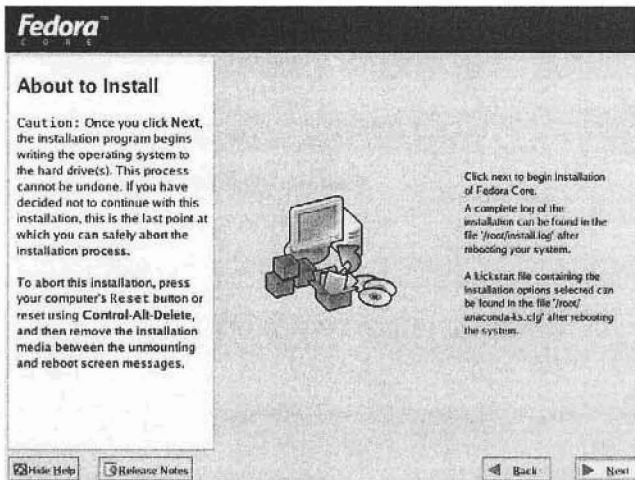 Fedora™
CORE
About to Install
Caution: Once you click Next,
the installation program begins
writing the operating system to
the hard drive(s). This process
cannot be undone. If you have
decided not to continue with this
installation, this is the last point at
which you can safely abort the
installation process.
To abort this installation, press
your computer's Reset button or
reset using Control-Alt-Delete,
and then remove the installation
media between the unmounting
and reboot screen messages.
Click next to begin installation
of Fedora Core.
A complete log of the
installation can be found in the
file '/root/install.log' after
rebooting your system.
A kickstart file containing the
installation options selected can
be found in the file '/root/
anaconda-ks.cfg' after rebooting
the system.
Hide Help
Release Notes
Back
Next